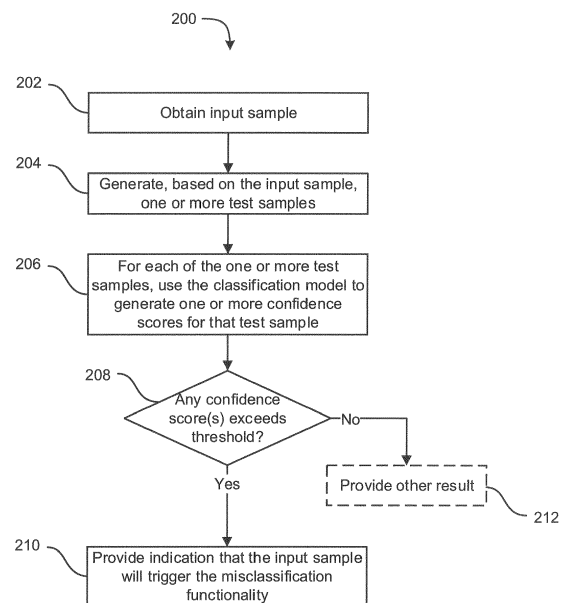 200
202
Obtain input sample
204
Generate, based on the input sample,
one or more test samples
206
For each of the one or more test
samples, use the classification model to
generate one or more confidence
scores for that test sample
208
Any confidence
score(s) exceeds
threshold?
No
Yes
Provide other result
212
210
Provide indication that the input sample
will trigger the misclassification
functionality